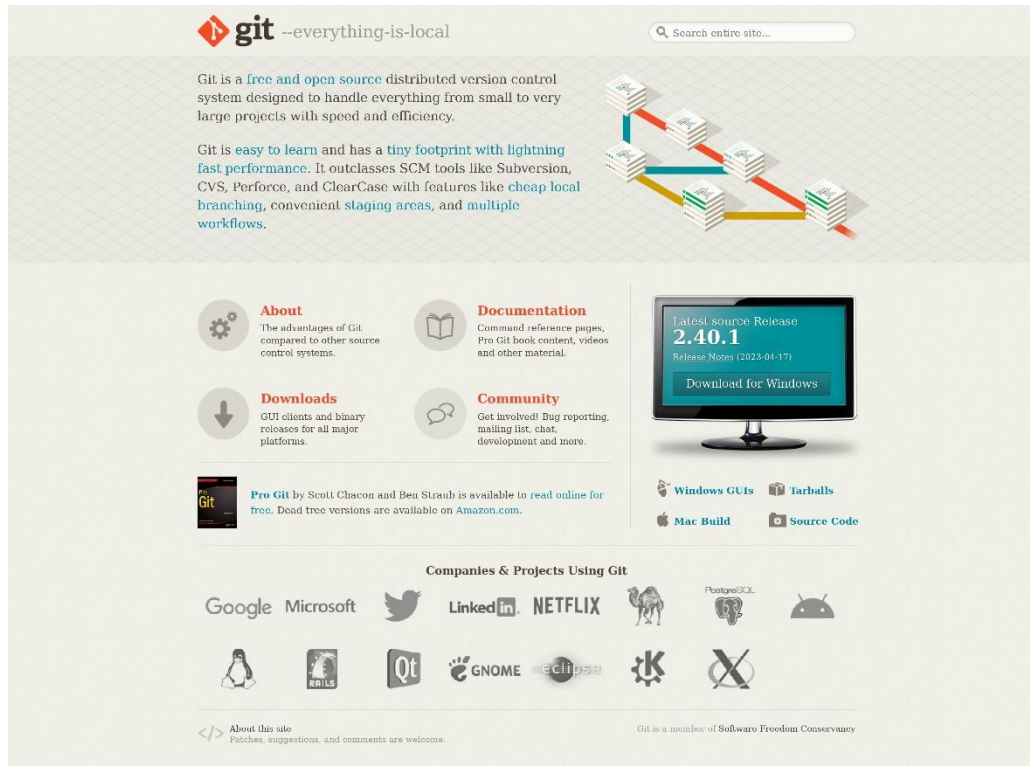 git --everything-is-local
Search entire site...
Git is a free and open source distributed version control
system designed to handle everything from small to very
large projects with speed and efficiency.
Git is easy to learn and has a tiny footprint with lightning
fast performance. It outclasses SCM tools like Subversion,
CVS, Perforce, and ClearCase with features like cheap local
branching, convenient staging areas, and multiple
workflows.
About
The advantages of Git
compared to other source
control systems.
Documentation
Command reference pages,
Pro Git book content, videos
and other material.
Downloads
GUI clients and binary
releases for all major
platforms.
Community
Get involved! Bug reporting,
mailing list, chat,
development and more.
Pro
Git
Pro Git by Scott Chacon and Ben Straub is available to read online for
free. Dead tree versions are available on Amazon.com.
Latest source Release
2.40.1
Release Notes (2023-04-17)
Download for Windows
Windows GUIs
Tarballs
Mac Build
Source Code
Companies & Projects Using Git
Google Microsoft LinkedIn. NETFLIX PostgreSQL
RAILS Qt GNOME eclipse K X
</> About this site
Patches, suggestions, and comments are welcome.
Git is a member of Software Freedom Conservancy